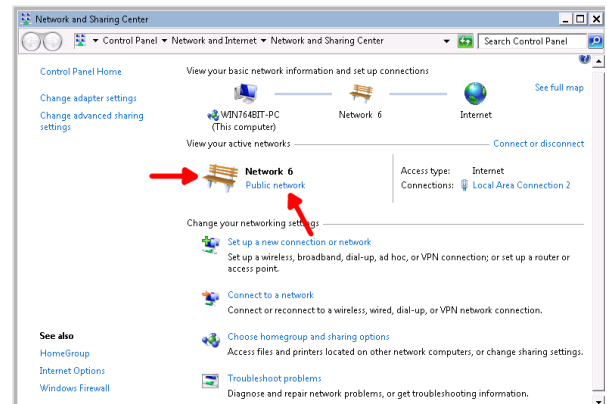 Network and Sharing Center
Control Panel ▾ Network and Internet ▾ Network and Sharing Center
Search Control Panel
Control Panel Home
Change adapter settings
Change advanced sharing
settings
View your basic network information and set up connections
See full map
WIN764BIT-PC
(This computer)
Network 6
Internet
View your active networks
Connect or disconnect
Network 6
Public network
Access type: Internet
Connections: Local Area Connection 2
Change your networking settings
Set up a new connection or network
Set up a wireless, broadband, dial-up, ad hoc, or VPN connection; or set up a router or
access point.
Connect to a network
Connect or reconnect to a wireless, wired, dial-up, or VPN network connection.
Choose homegroup and sharing options
Access files and printers located on other network computers, or change sharing settings.
Troubleshoot problems
Diagnose and repair network problems, or get troubleshooting information.
See also
HomeGroup
Internet Options
Windows Firewall